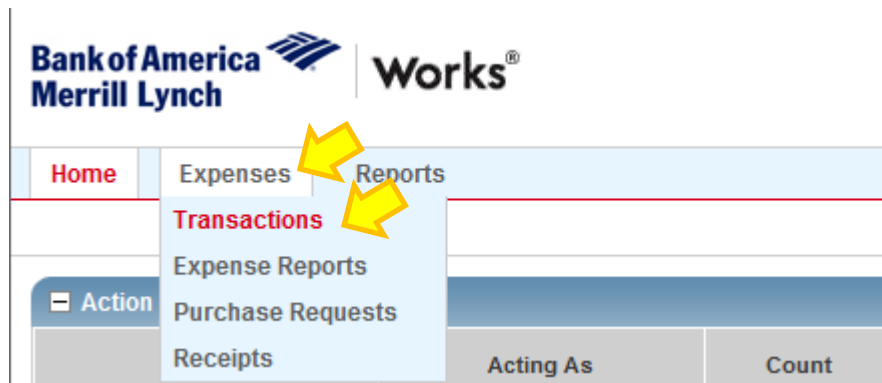 Bank of America
Merrill Lynch
Works®
Home Expenses Reports
Transactions
Expense Reports
Action
Purchase Requests
Receipts
Acting As Count